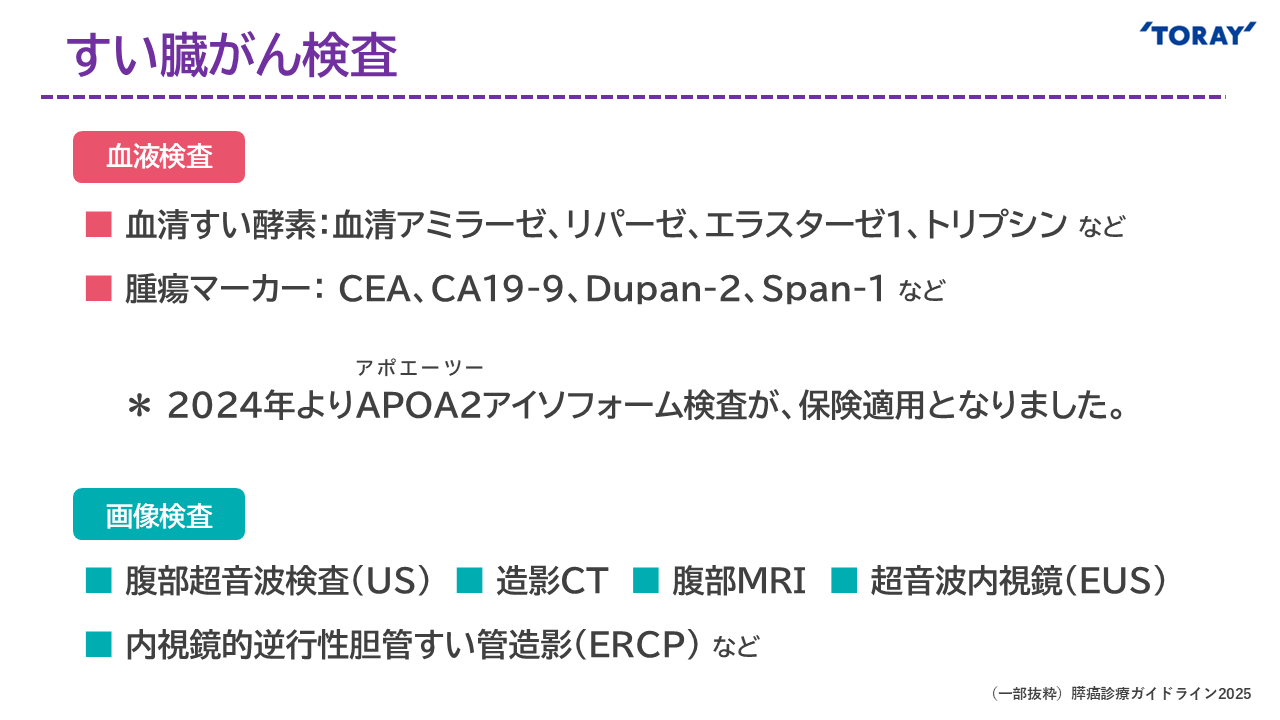 すい臓がん検査
TORAY
血液検査
■ 血清すい酵素：血清アミラーゼ、リパーゼ、エラスターゼ1、トリプシン など
■ 腫瘍マーカー： CEA、CA19-9、Dupan-2、Span-1 など
アポエーツー
＊ 2024年よりAPOA2アイソフォーム検査が、保険適用となりました。
画像検査
■ 腹部超音波検査（US） ■ 造影CT ■ 腹部MRI ■ 超音波内視鏡（EUS）
■ 内視鏡的逆行性胆管すい管造影（ERCP） など
（一部抜粋）膵癌診療ガイドライン2025